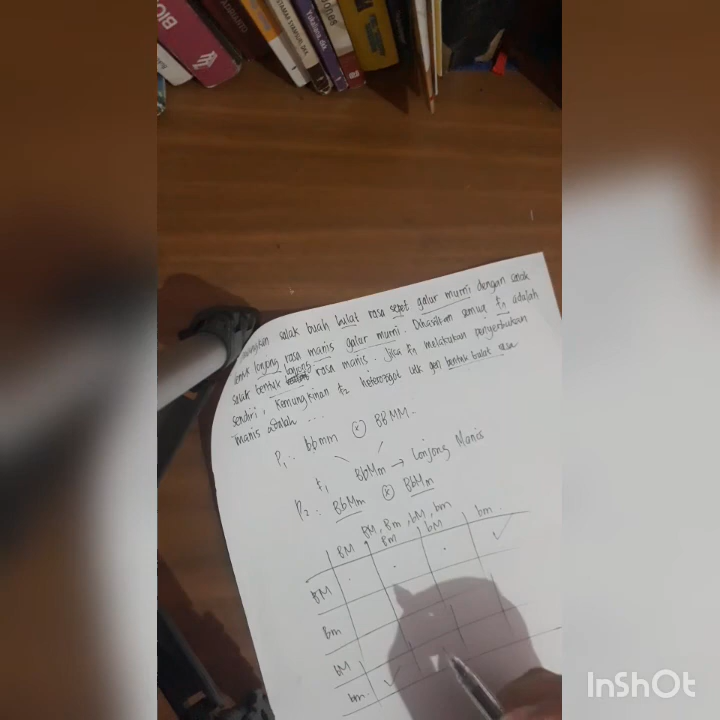 BIO
salak buah bulat rasa sepet galur murni dengan anak
lonjong rasa manis galur murni. Dihasilkan semua f1 adalah
salak bentuk lonjong rasa manis. Jika f1 melakukan penyerbukan
sendiri, kemungkinan f2 heterozigot utk gen bentuk bulat rasa
manis adalah ...
P1 : bbmm x BBMM
f1 BbMm → Lonjong Manis
P2 : BbMm x BbMm
BM, Bm, bM, bm
BM Bm bM bm
BM
Bm
bM
bm
InShOt